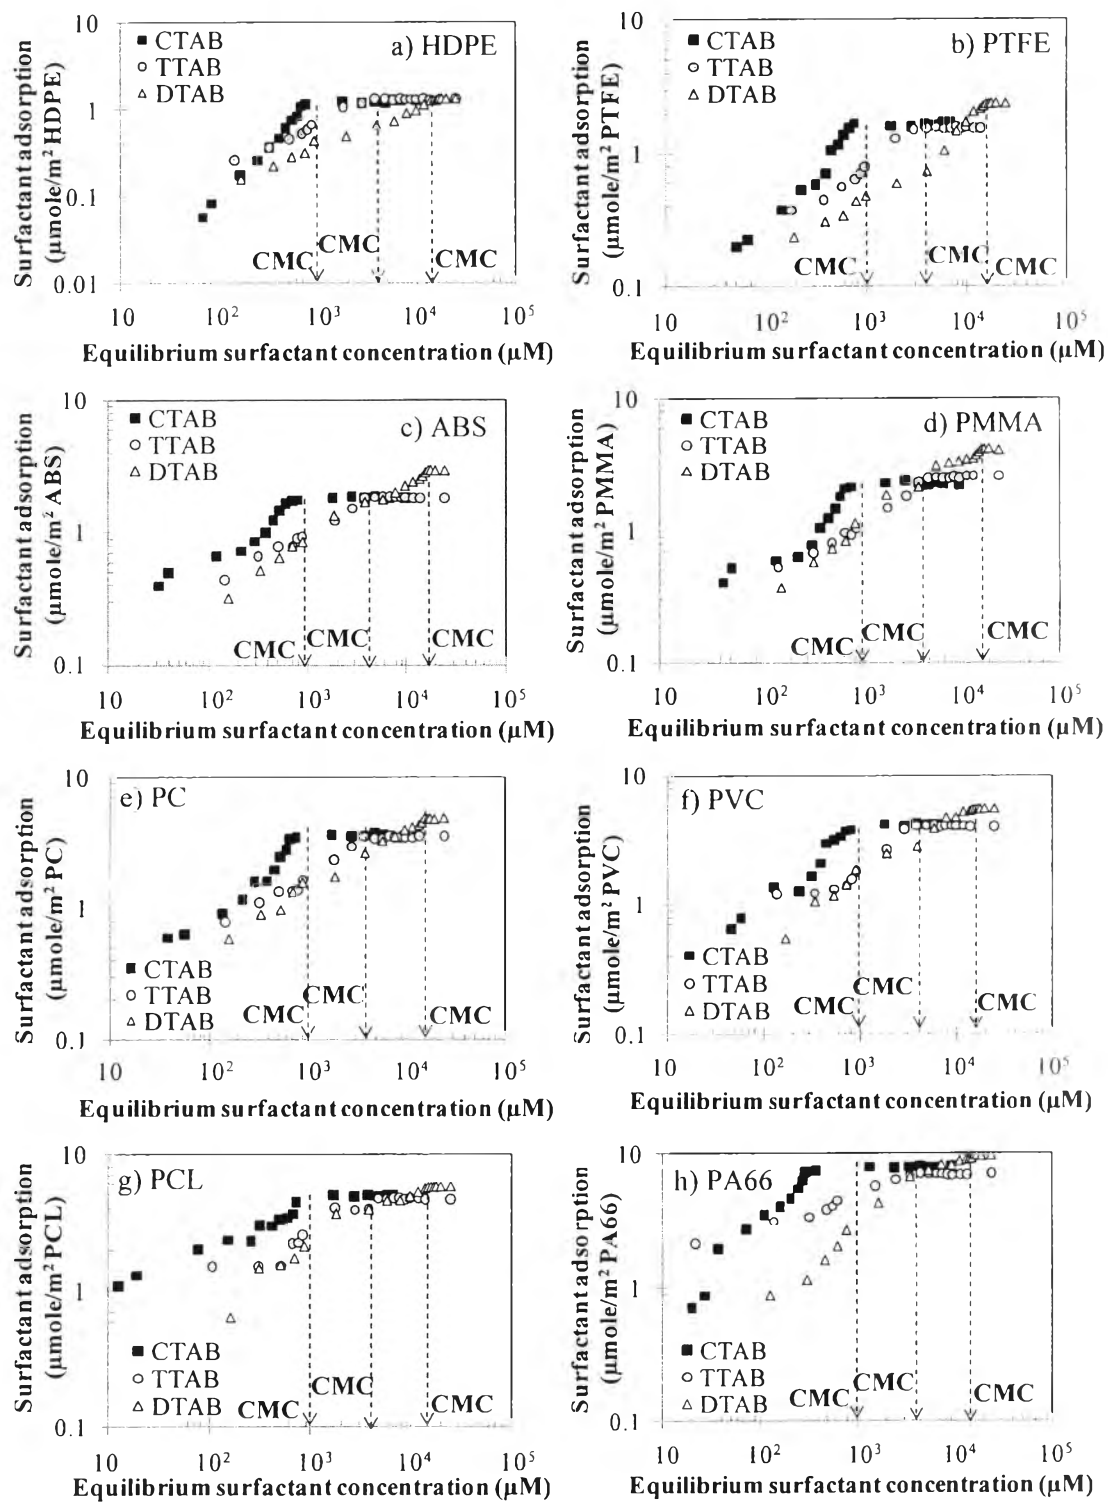 a) HDPE
CTAB
TTAB
DTAB
Surfactant adsorption
(µmole/m² HDPE)
10
1
0.1
0.01
CMC
CMC
CMC
10 10² 10³ 10⁴ 10⁵
Equilibrium surfactant concentration (µM)
b) PTFE
CTAB
TTAB
DTAB
Surfactant adsorption
(µmole/m² PTFE)
10
1
0.1
CMC
CMC
CMC
10 10² 10³ 10⁴ 10⁵
Equilibrium surfactant concentration (µM)
c) ABS
CTAB
TTAB
DTAB
Surfactant adsorption
(µmole/m² ABS)
10
1
0.1
CMC
CMC
CMC
10 10² 10³ 10⁴ 10⁵
Equilibrium surfactant concentration (µM)
d) PMMA
CTAB
TTAB
DTAB
Surfactant adsorption
(µmole/m² PMMA)
10
1
0.1
CMC
CMC
CMC
10 10² 10³ 10⁴ 10⁵
Equilibrium surfactant concentration (µM)
e) PC
Surfactant adsorption
(µmole/m² PC)
10
1
0.1
CTAB
TTAB
DTAB
CMC
CMC
CMC
10 10² 10³ 10⁴ 10⁵
Equilibrium surfactant concentration (µM)
f) PVC
Surfactant adsorption
(µmole/m² PVC)
10
1
0.1
CTAB
TTAB
DTAB
CMC
CMC
CMC
10 10² 10³ 10⁴ 10⁵
Equilibrium surfactant concentration (µM)
g) PCL
Surfactant adsorption
(µmole/m² PCL)
10
1
0.1
CTAB
TTAB
DTAB
CMC
CMC
CMC
10 10² 10³ 10⁴ 10⁵
Equilibrium surfactant concentration (µM)
h) PA66
Surfactant adsorption
(µmole/m² PA66)
10
1
0.1
CTAB
TTAB
DTAB
CMC
CMC
CMC
10 10² 10³ 10⁴ 10⁵
Equilibrium surfactant concentration (µM)